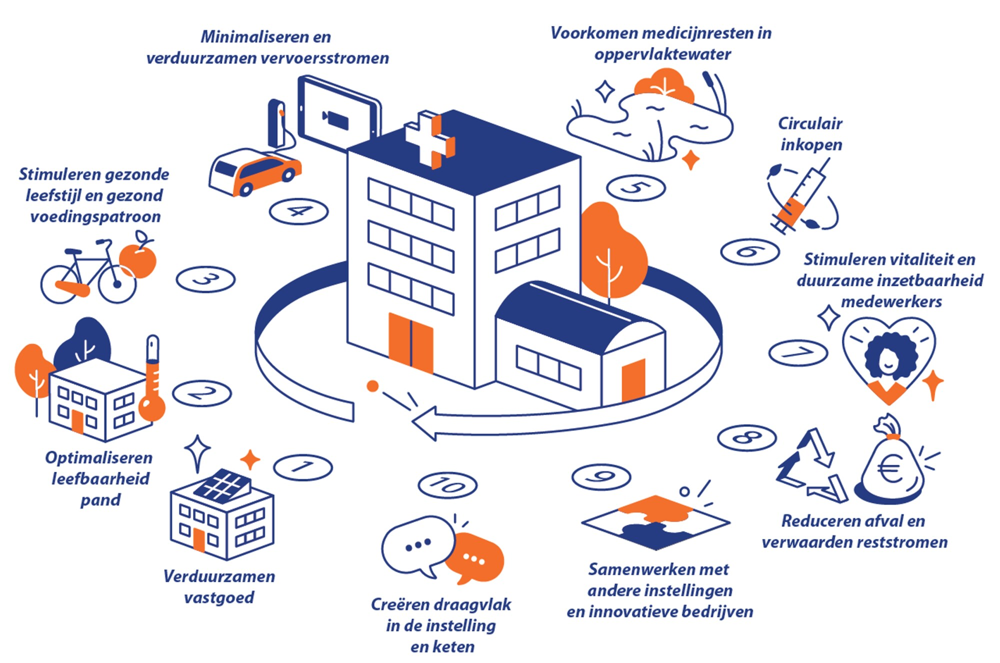 Minimaliseren en
verduurzamen vervoersstromen
4
Voorkomen medicijnresten in
oppervlaktewater
5
Circulair
inkopen
6
Stimuleren gezonde
leefstijl en gezond
voedingspatroon
3
Stimuleren vitaliteit en
duurzame inzetbaarheid
medewerkers
7
2
Optimaliseren
leefbaarheid
pand
1
Verduurzamen
vastgoed
10
Creëren draagvlak
in de instelling
en keten
9
Samenwerken met
andere instellingen
en innovatieve bedrijven
8
€
Reduceren afval en
verwaarden reststromen